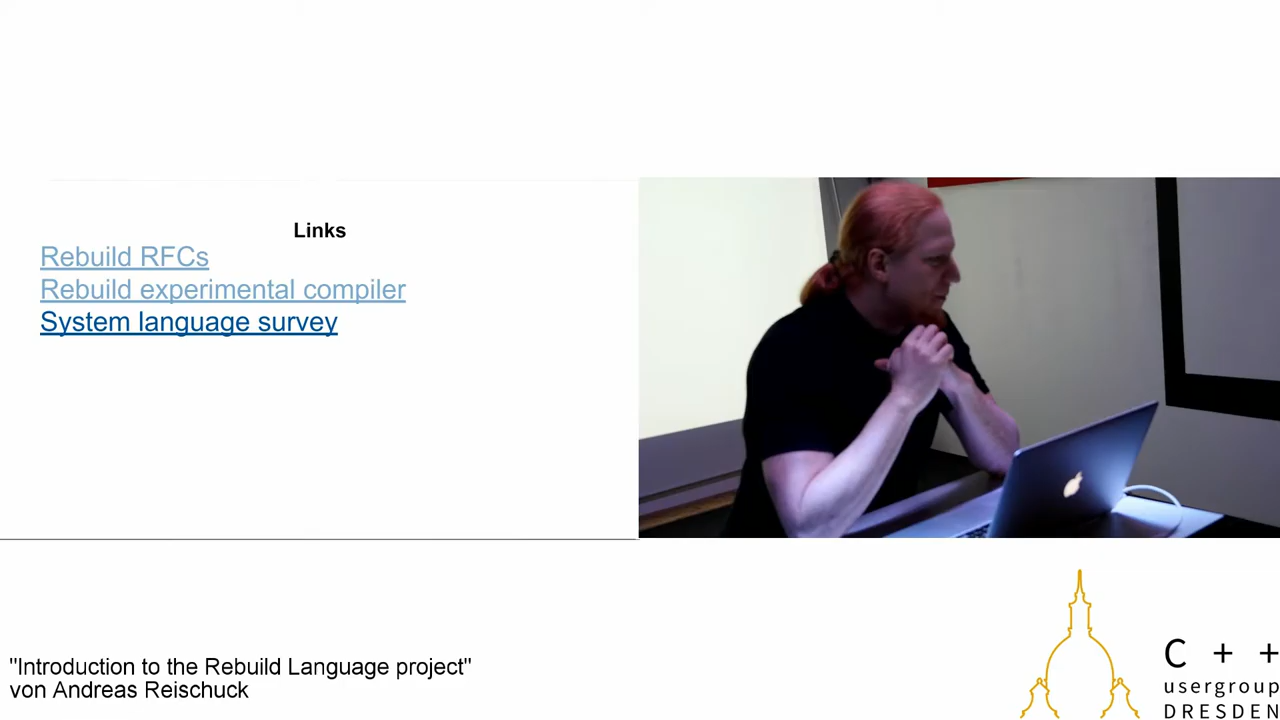 Links
Rebuild RFCs
Rebuild experimental compiler
System language survey
"Introduction to the Rebuild Language project"
von Andreas Reischuck
C + +
usergroup
DRESDEN